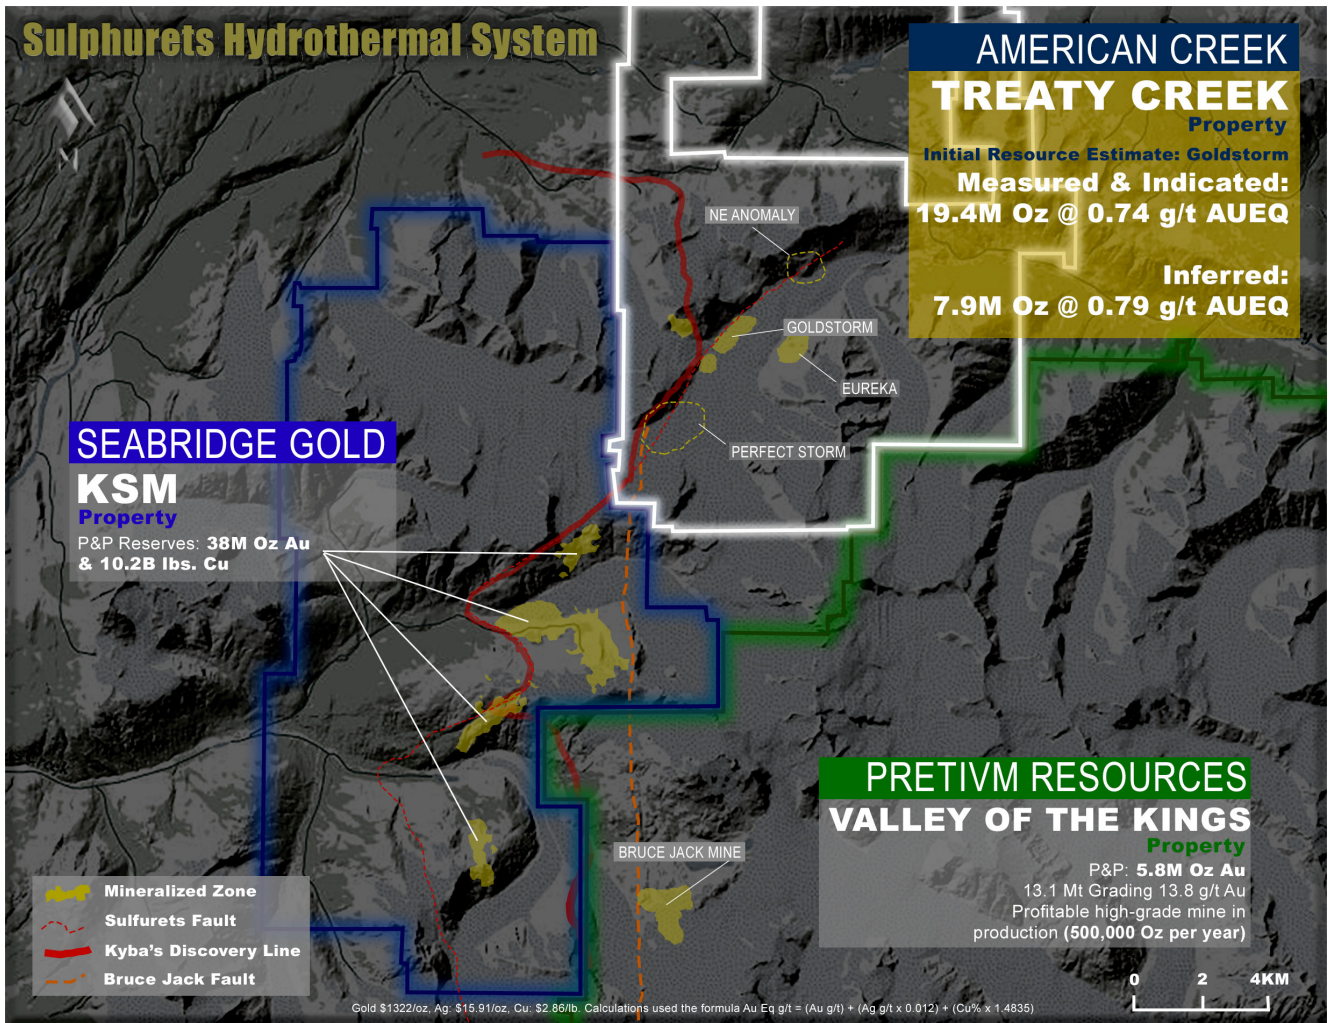 Sulphurets Hydrothermal System
AMERICAN CREEK
TREATY CREEK
Property
Initial Resource Estimate: Goldstorm
Measured & Indicated:
19.4M Oz @ 0.74 g/t AUEQ
Inferred:
7.9M Oz @ 0.79 g/t AUEQ
NE ANOMALY
GOLDSTORM
EUREKA
PERFECT STORM
SEABRIDGE GOLD
KSM
Property
P&P Reserves: 38M Oz Au
& 10.2B lbs. Cu
PRETIVM RESOURCES
VALLEY OF THE KINGS
Property
P&P: 5.8M Oz Au
13.1 Mt Grading 13.8 g/t Au
Profitable high-grade mine in
production (500,000 Oz per year)
BRUCE JACK MINE
Mineralized Zone
Sulfurets Fault
Kyba's Discovery Line
Bruce Jack Fault
0 2 4KM
Gold $1322/oz, Ag: $15.91/oz, Cu: $2.86/lb. Calculations used the formula Au Eq g/t = (Au g/t) + (Ag g/t x 0.012) + (Cu% x 1.4835)